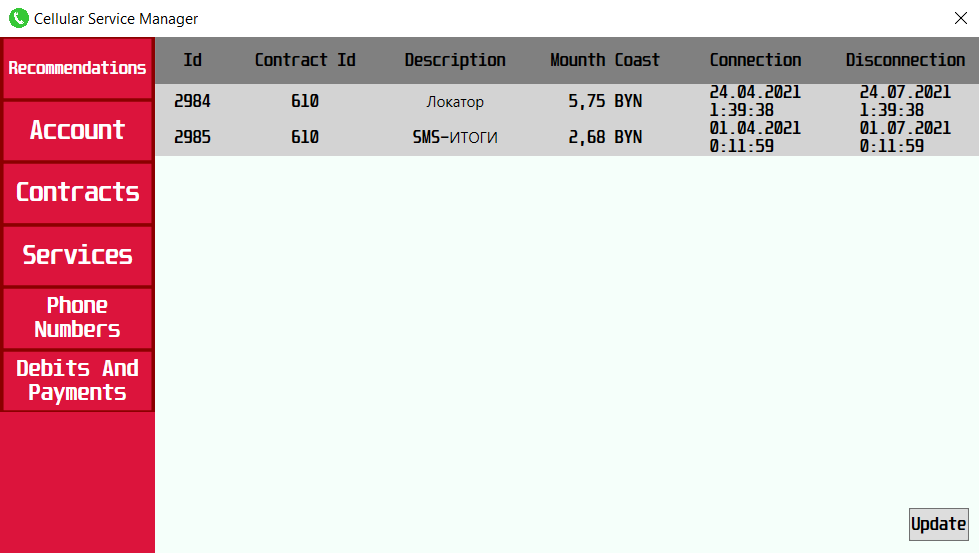 Cellular Service Manager
Recommendations
Account
Contracts
Services
Phone
Numbers
Debits And
Payments
Id Contract Id Description Mounth Coast Connection Disconnection
2984 610 Локатор 5,75 BYN 24.04.2021 24.07.2021
1:39:38 1:39:38
2985 610 SMS-ИТОГИ 2,68 BYN 01.04.2021 01.07.2021
0:11:59 0:11:59
Update